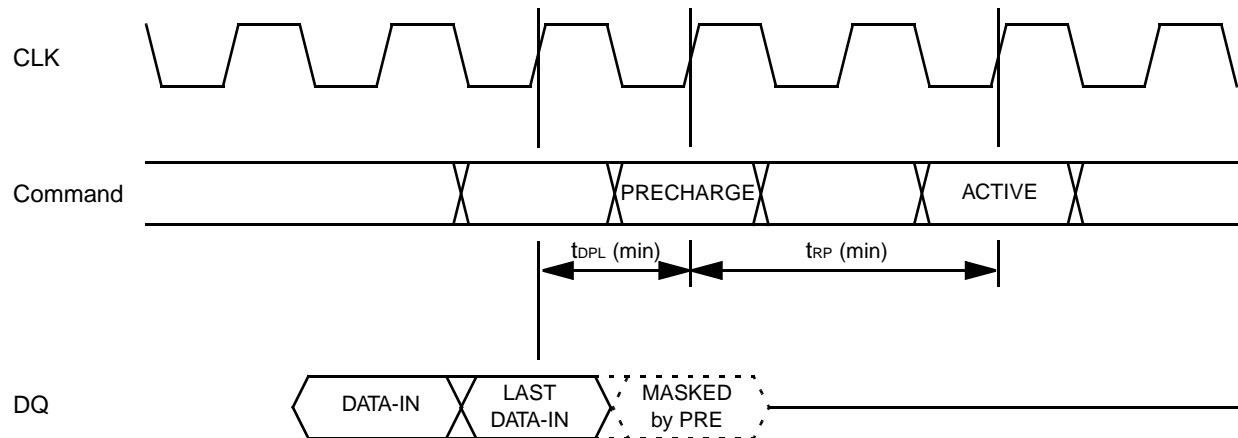 CLK
Command
PRECHARGE
ACTIVE
tDPL (min)
tRP (min)
DQ
DATA-IN
LAST
DATA-IN
MASKED
by PRE